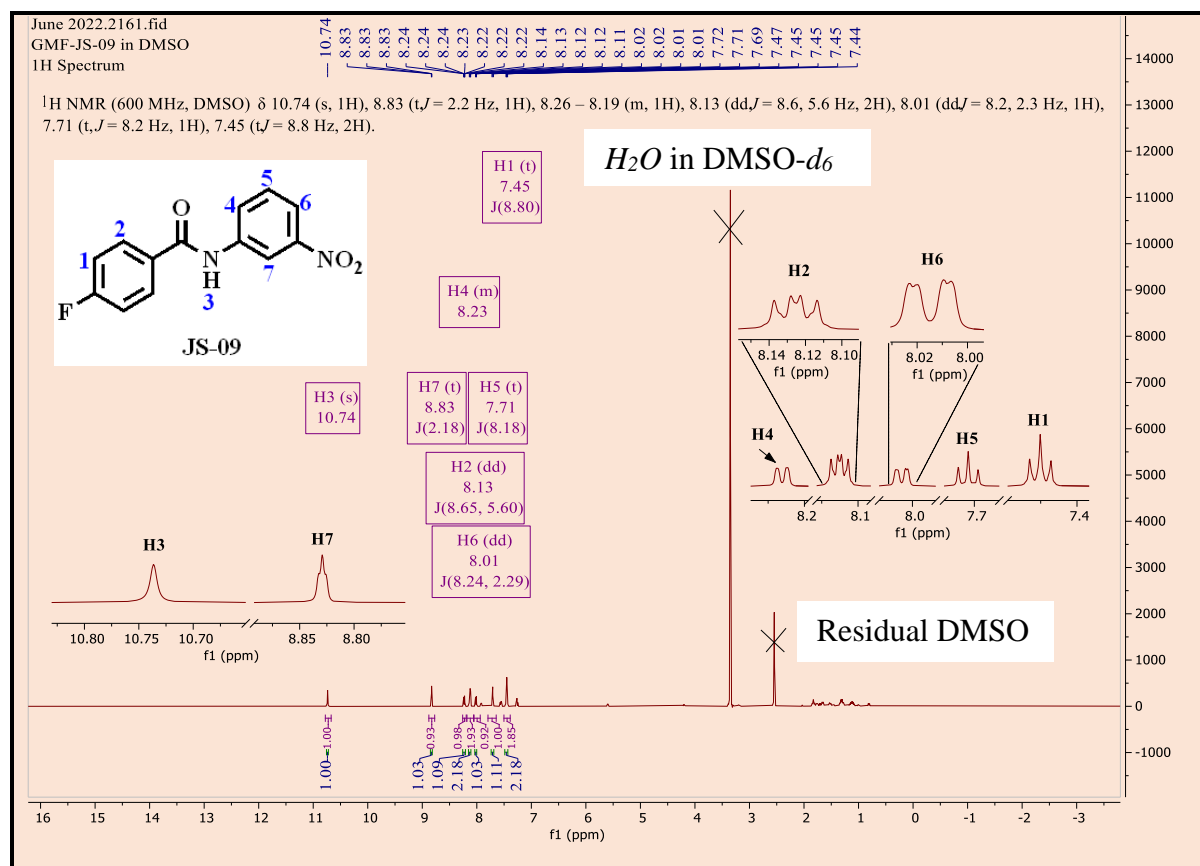 June 2022.2161.fid
GMF-JS-09 in DMSO
1H Spectrum
10.74
8.83
8.83
8.83
8.24
8.24
8.24
8.23
8.22
8.22
8.22
8.14
8.13
8.12
8.12
8.11
8.02
8.02
8.01
8.01
7.72
7.71
7.69
7.47
7.45
7.45
7.45
7.44
1H NMR (600 MHz, DMSO) δ 10.74 (s, 1H), 8.83 (t, J = 2.2 Hz, 1H), 8.26 – 8.19 (m, 1H), 8.13 (dd, J = 8.6, 5.6 Hz, 2H), 8.01 (dd, J = 8.2, 2.3 Hz, 1H),
7.71 (t, J = 8.2 Hz, 1H), 7.45 (t, J = 8.8 Hz, 2H).
5
4
6
O
2
1
N
H
3
7
NO2
F
JS-09
H2O in DMSO-d6
H1 (t)
7.45
J(8.80)
H4 (m)
8.23
H3 (s)
10.74
H7 (t)
8.83
J(2.18)
H5 (t)
7.71
J(8.18)
H2 (dd)
8.13
J(8.65, 5.60)
H6 (dd)
8.01
J(8.24, 2.29)
H2
8.14 8.12 8.10
f1 (ppm)
H6
8.02 8.00
f1 (ppm)
H4
H5
H1
8.2 8.1 8.0 7.7 7.4
f1 (ppm)
H3
H7
10.80 10.75 10.70 8.85 8.80
f1 (ppm)
Residual DMSO
14000
13000
12000
11000
10000
9000
8000
7000
6000
5000
4000
3000
2000
1000
0
-1000
1.00
0.93
0.98
1.93
0.92
1.00
1.85
1.00
1.03
1.09
2.18
1.03
1.11
2.18
16 15 14 13 12 11 10 9 8 7 6 5 4 3 2 1 0 -1 -2 -3
f1 (ppm)